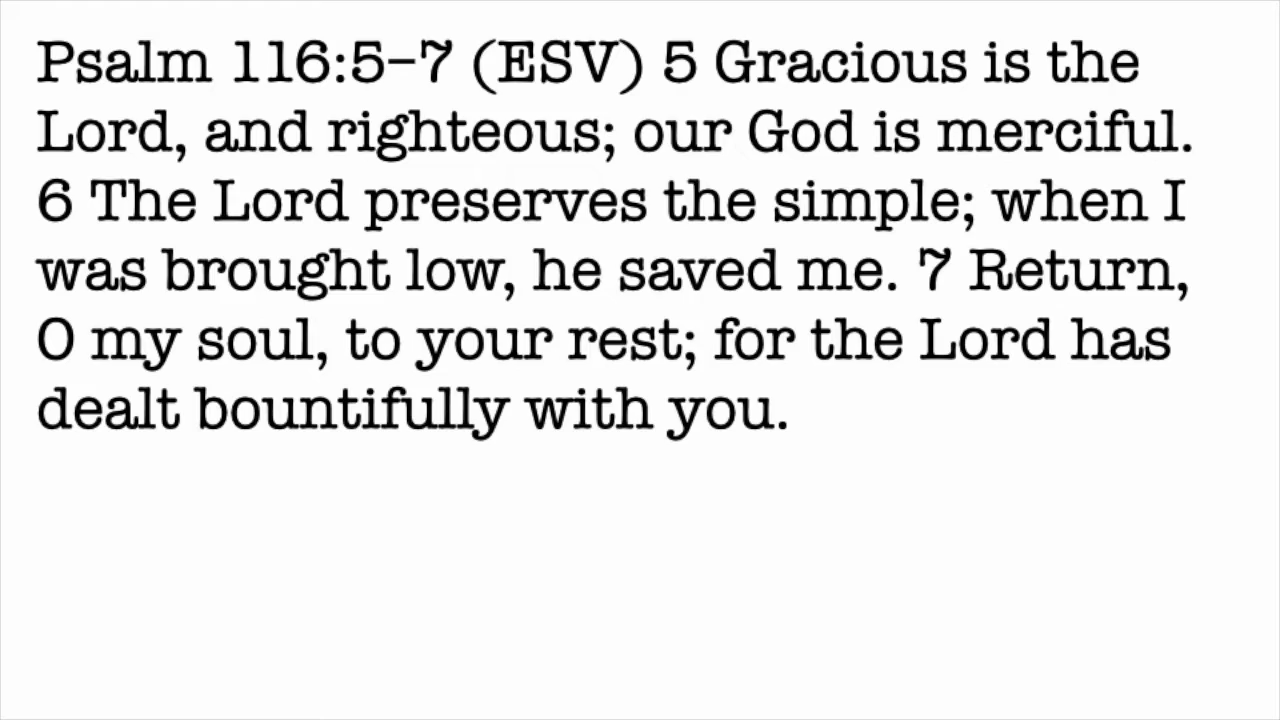 Psalm 116:5–7 (ESV) 5 Gracious is the
Lord, and righteous; our God is merciful.
6 The Lord preserves the simple; when I
was brought low, he saved me. 7 Return,
O my soul, to your rest; for the Lord has
dealt bountifully with you.